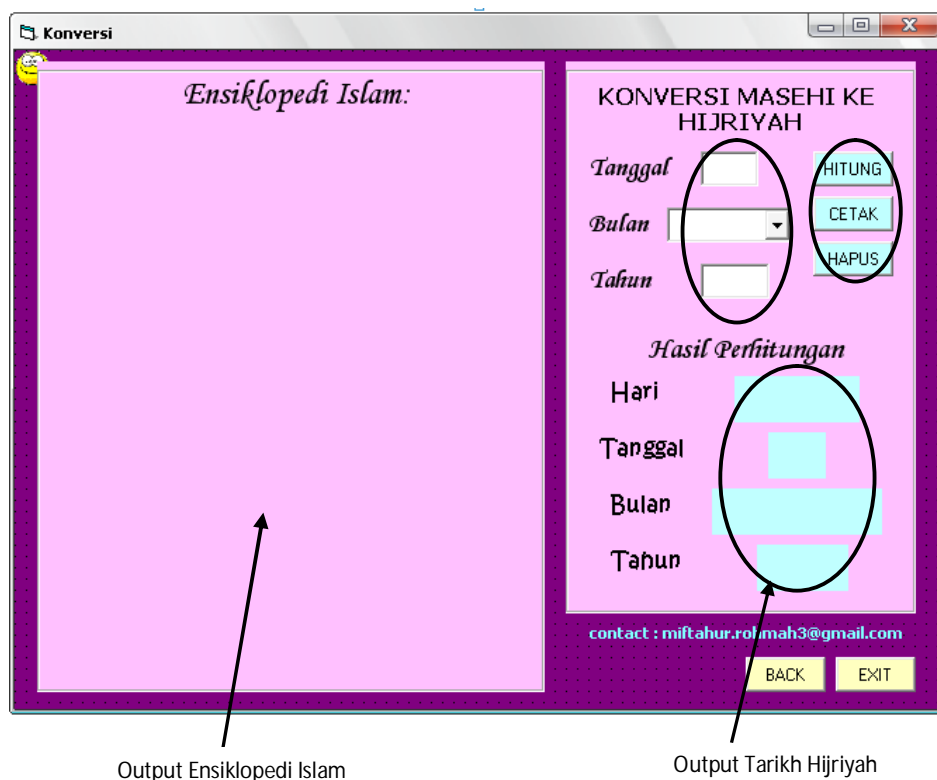 Konversi
Ensiklopedi Islam:
KONVERSI MASEHI KE
HIJRIYAH
Tanggal
HITUNG
Bulan
CETAK
HAPUS
Tahun
Hasil Perhitungan
Hari
Tanggal
Bulan
Tahun
contact : miftahur.rohmah3@gmail.com
BACK
EXIT
Output Ensiklopedi Islam
Output Tarikh Hijriyah